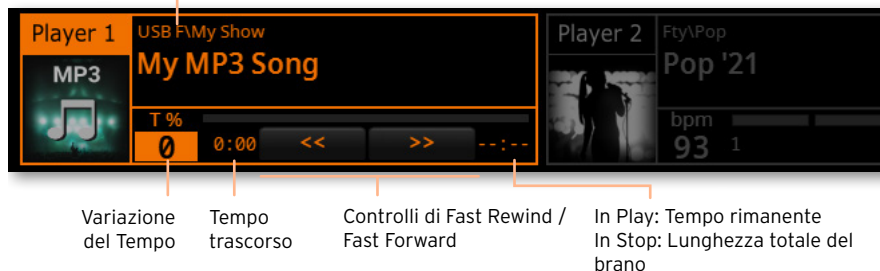 Player 1
USB F\My Show
My MP3 Song
MP3
T %
0
0:00
<<
>>
--:--
Player 2
Fty\Pop
Pop '21
bpm
93
1
Variazione
del Tempo
Tempo
trascorso
Controlli di Fast Rewind /
Fast Forward
In Play: Tempo rimanente
In Stop: Lunghezza totale del
brano